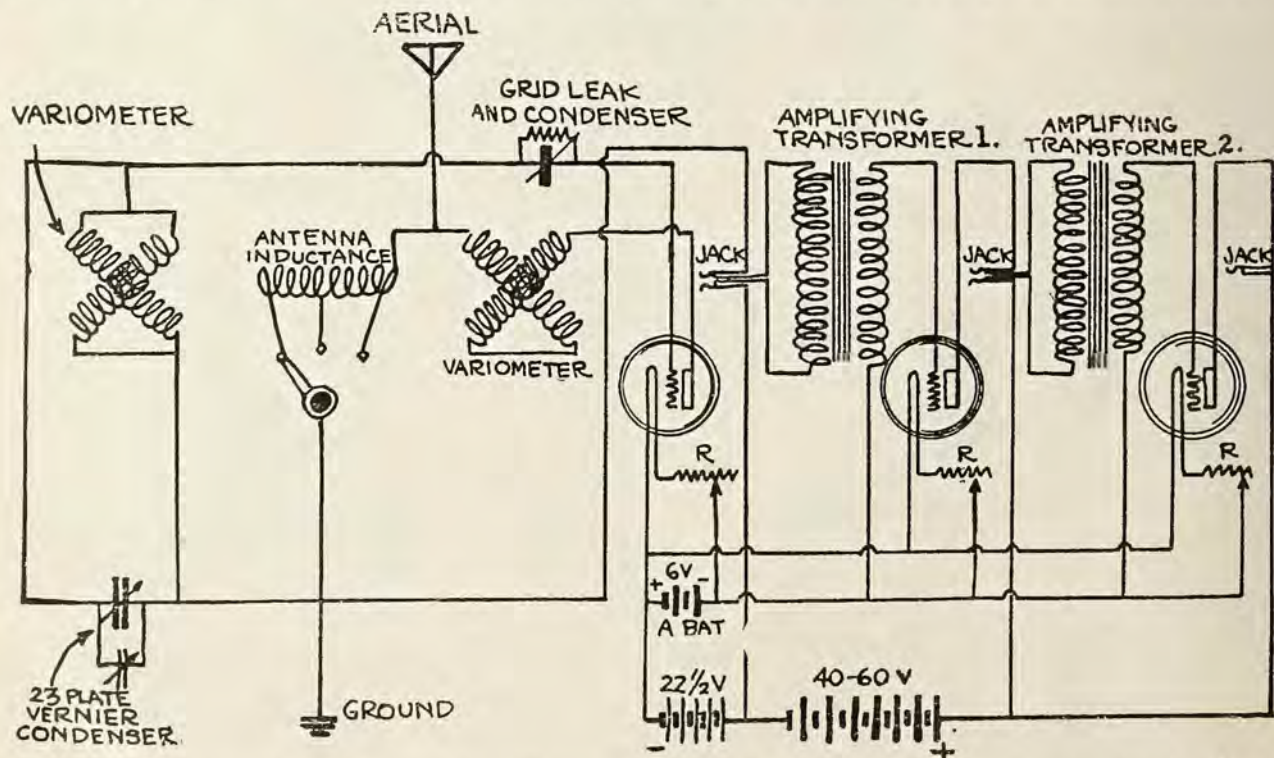 AERIAL
VARIOMETER
GRID LEAK
AND CONDENSER
AMPLIFYING
TRANSFORMER 1.
AMPLIFYING
TRANSFORMER 2.
ANTENNA
INDUCTANCE
JACK
JACK
JACK
VARIOMETER
R
R
R
+ 6V -
A BAT
23 PLATE
VERNIER
CONDENSER
GROUND
22½V
40-60 V
-
+